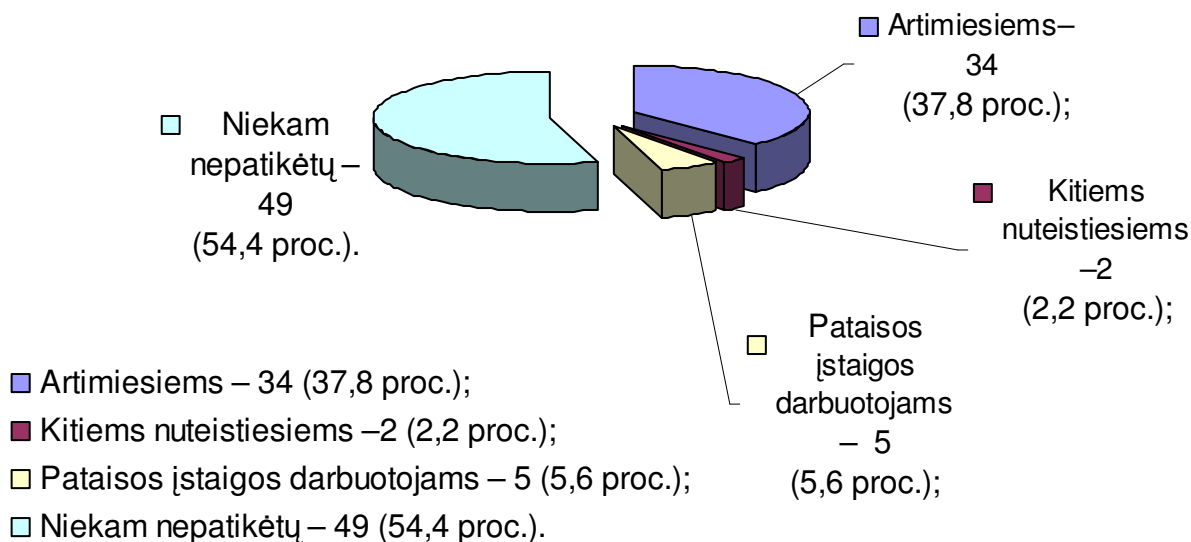 Artimiesiems–
34
(37,8 proc.);
Niekam
nepatikėtų –
49
(54,4 proc.).
Kitiems
nuteistiesiems
–2
(2,2 proc.);
Pataisos
įstaigos
darbuotojams
– 5
(5,6 proc.);
Artimiesiems – 34 (37,8 proc.);
Kitiems nuteistiesiems –2 (2,2 proc.);
Pataisos įstaigos darbuotojams – 5 (5,6 proc.);
Niekam nepatikėtų – 49 (54,4 proc.).